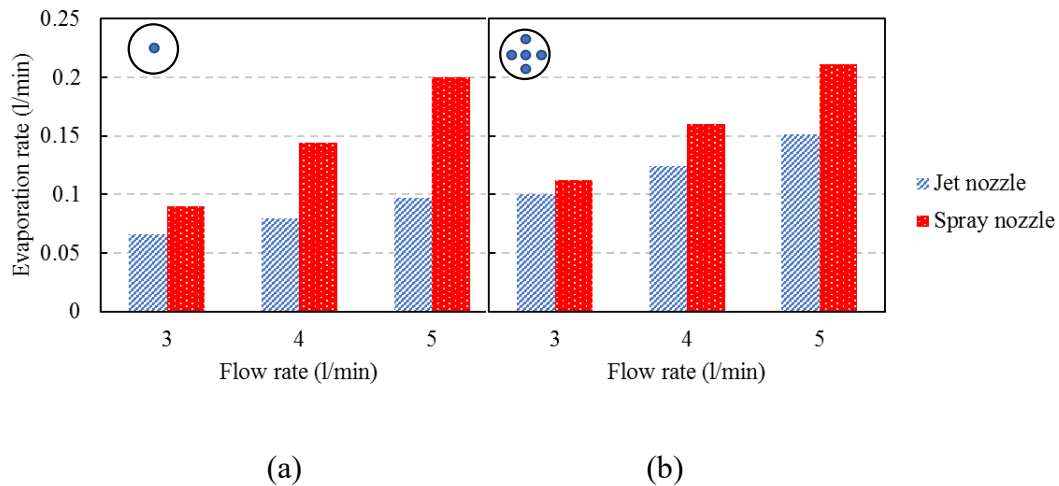 0.25
0.2
0.15
0.1
0.05
0
Evaporation rate (l/min)
3 4 5
Flow rate (l/min)
3 4 5
Flow rate (l/min)
Jet nozzle
Spray nozzle
(a)
(b)